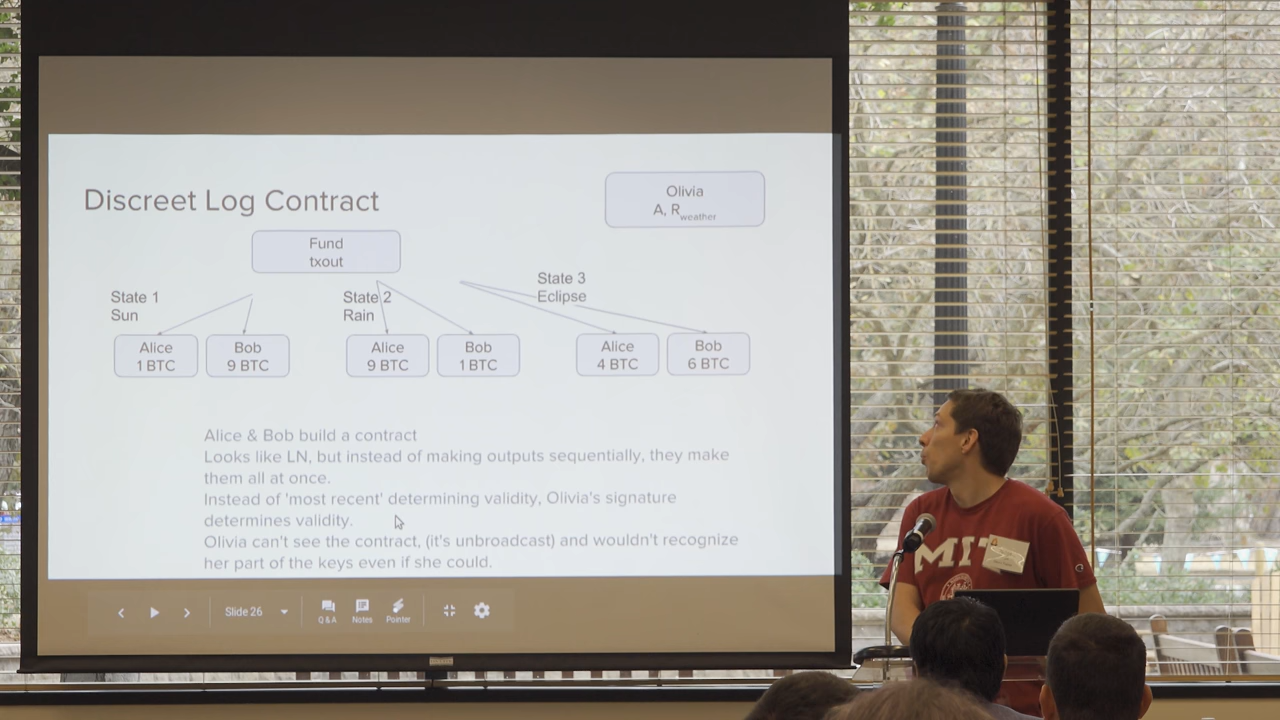 Discreet Log Contract
Olivia
A, Rweather
Fund
txout
State 1
Sun
State 2
Rain
State 3
Eclipse
Alice
1 BTC
Bob
9 BTC
Alice
9 BTC
Bob
1 BTC
Alice
4 BTC
Bob
6 BTC
Alice & Bob build a contract
Looks like LN, but instead of making outputs sequentially, they make
them all at once.
Instead of 'most recent' determining validity, Olivia's signature
determines validity.
Olivia can't see the contract, (it's unbroadcast) and wouldn't recognize
her part of the keys even if she could.
Slide 26
Q & A
Notes
Pointer
MIT